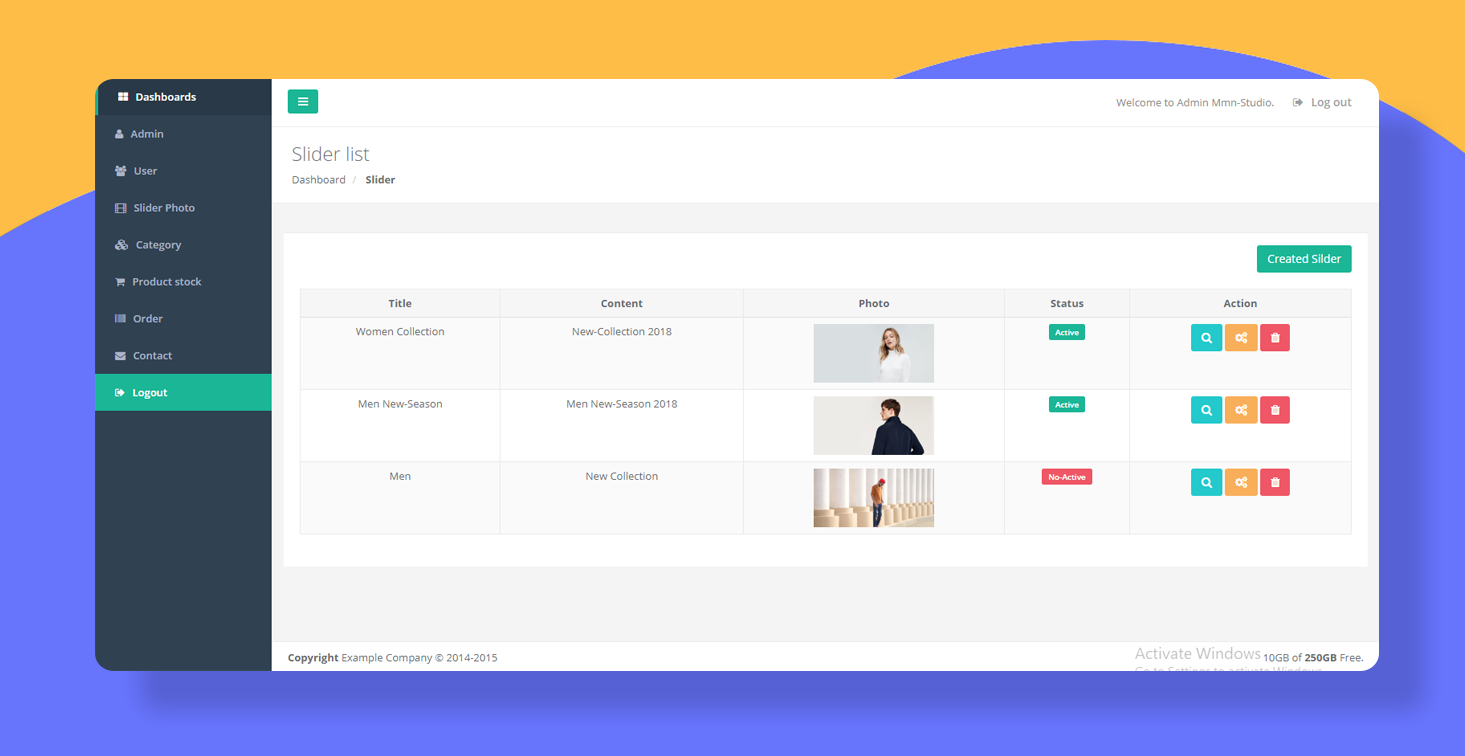 Dashboards
Admin
User
Slider Photo
Category
Product stock
Order
Contact
Logout
Welcome to Admin Mmn-Studio. Log out
Slider list
Dashboard / Slider
Created Silder
Title Content Photo Status Action
Women Collection New-Collection 2018 Active
Men New-Season Men New-Season 2018 Active
Men New Collection No-Active
Copyright Example Company © 2014-2015
Activate Windows 10GB of 250GB Free.
Go to Settings to activate Windows.